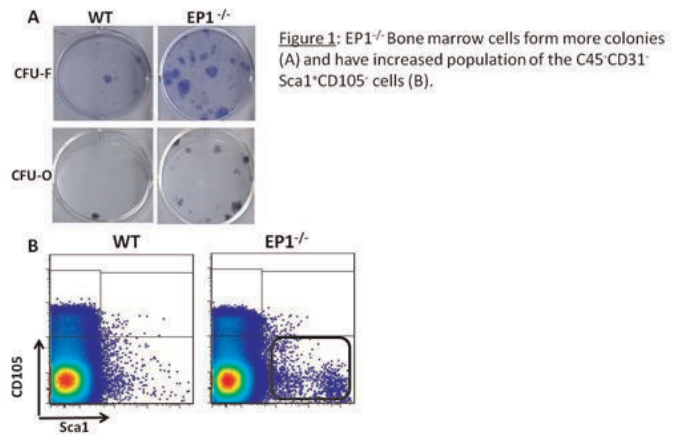 A
WT
EP1 -/-
CFU-F
CFU-O
Figure 1: EP1-/- Bone marrow cells form more colonies
(A) and have increased population of the C45-CD31-
Sca1+CD105- cells (B).
B
WT
EP1-/-
CD105
Sca1